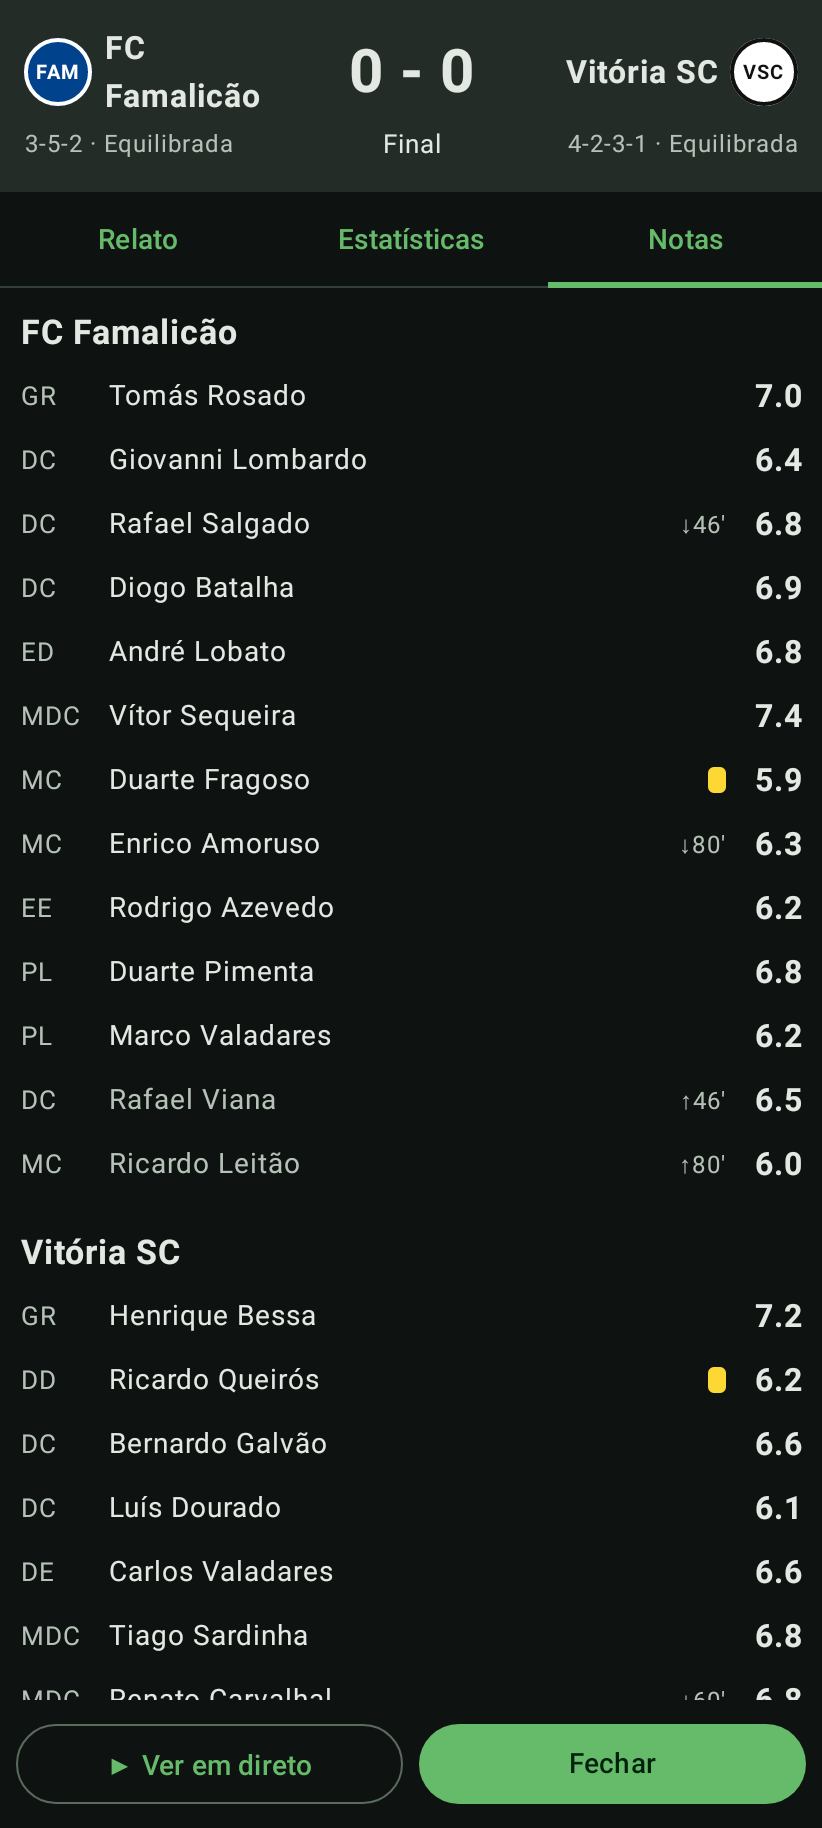 FAM
FC
Famalicão
0 - 0
Vitória SC
VSC
3-5-2 · Equilibrada
Final
4-2-3-1 · Equilibrada
Relato
Estatísticas
Notas
FC Famalicão
GR Tomás Rosado 7.0
DC Giovanni Lombardo 6.4
DC Rafael Salgado ↓46' 6.8
DC Diogo Batalha 6.9
ED André Lobato 6.8
MDC Vítor Sequeira 7.4
MC Duarte Fragoso 5.9
MC Enrico Amoruso ↓80' 6.3
EE Rodrigo Azevedo 6.2
PL Duarte Pimenta 6.8
PL Marco Valadares 6.2
DC Rafael Viana ↑46' 6.5
MC Ricardo Leitão ↑80' 6.0
Vitória SC
GR Henrique Bessa 7.2
DD Ricardo Queirós 6.2
DC Bernardo Galvão 6.6
DC Luís Dourado 6.1
DE Carlos Valadares 6.6
MDC Tiago Sardinha 6.8
MDC Renato Carvalhal ↓60' 6.8
► Ver em direto
Fechar